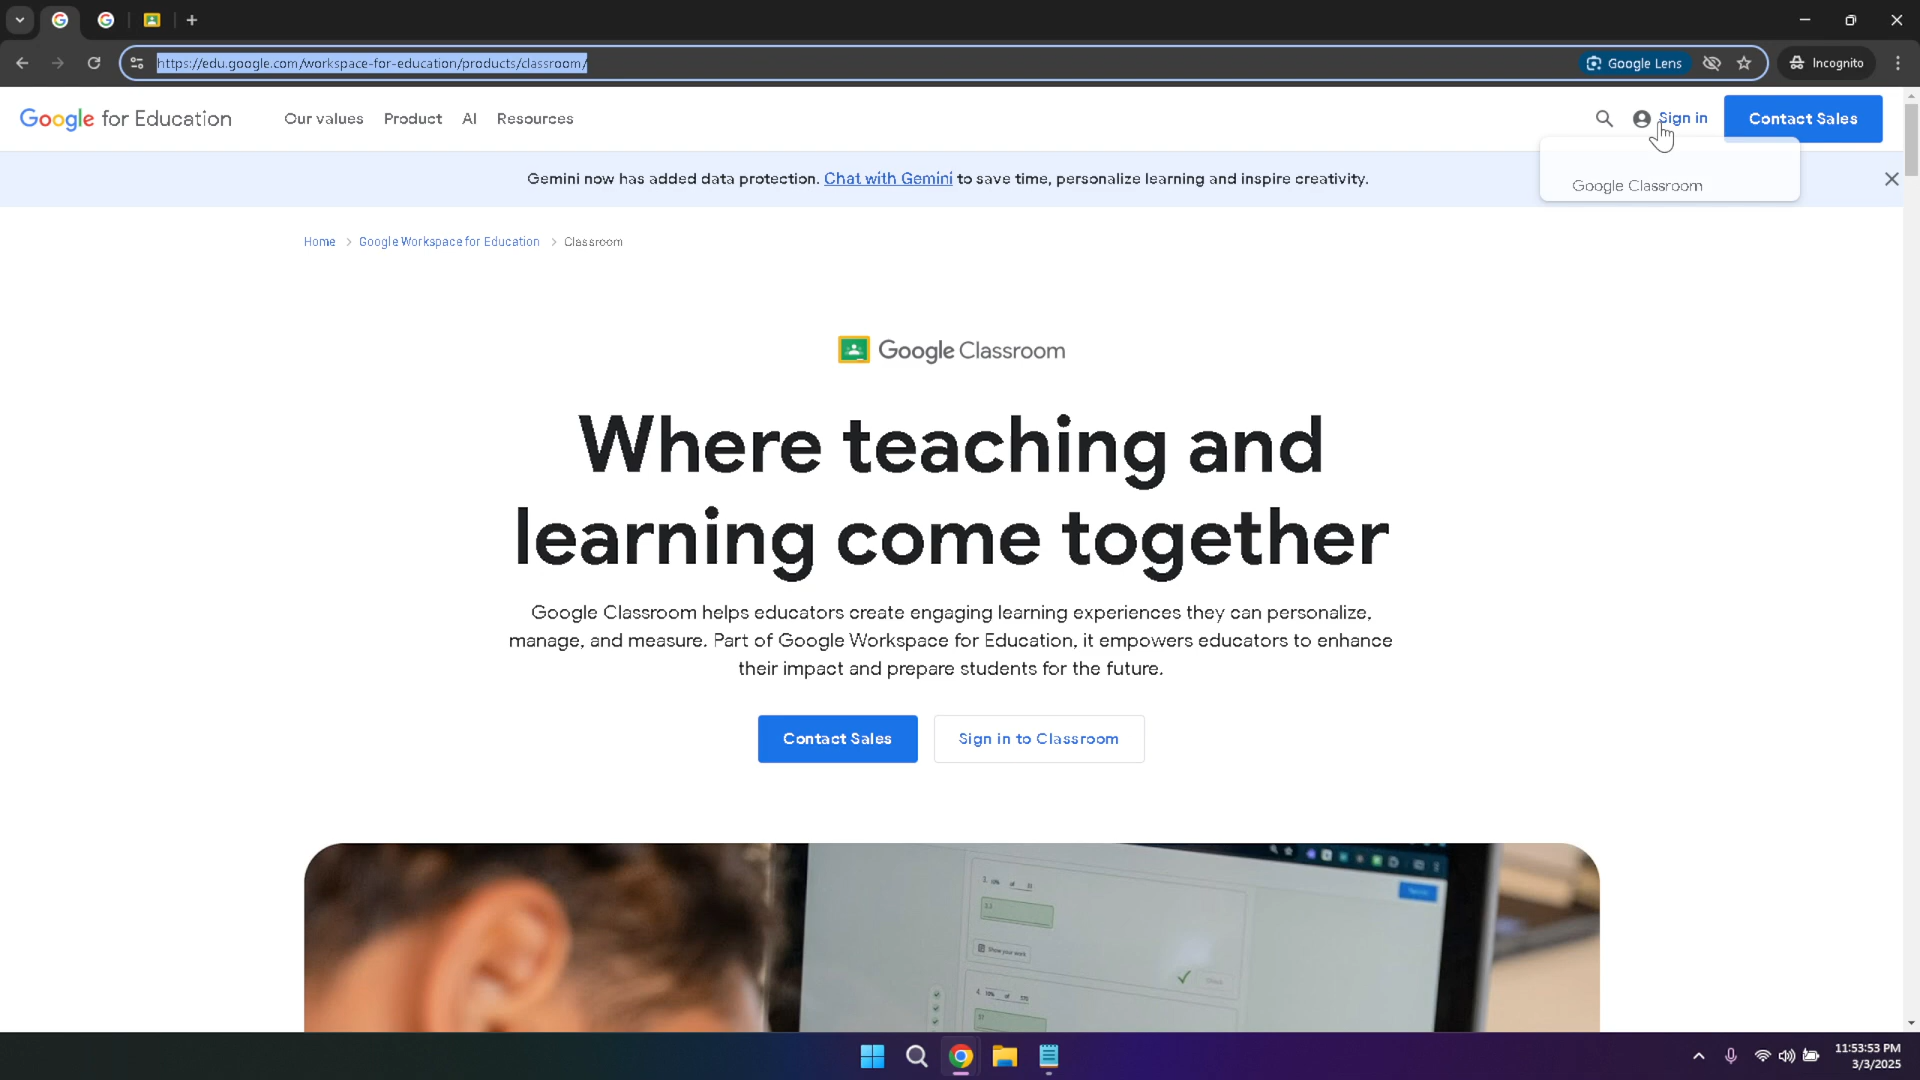 https://edu.google.com/workspace-for-education/products/classroom/
Google Lens
Incognito
Google for Education
Our values
Product
AI
Resources
Sign in
Contact Sales
Gemini now has added data protection. Chat with Gemini to save time, personalize learning and inspire creativity.
Google Classroom
Home
Google Workspace for Education
Classroom
Google Classroom
Where teaching and
learning come together
Google Classroom helps educators create engaging learning experiences they can personalize,
manage, and measure. Part of Google Workspace for Education, it empowers educators to enhance
their impact and prepare students for the future.
Contact Sales
Sign in to Classroom
Show your work
11:53:53 PM
3/3/2025